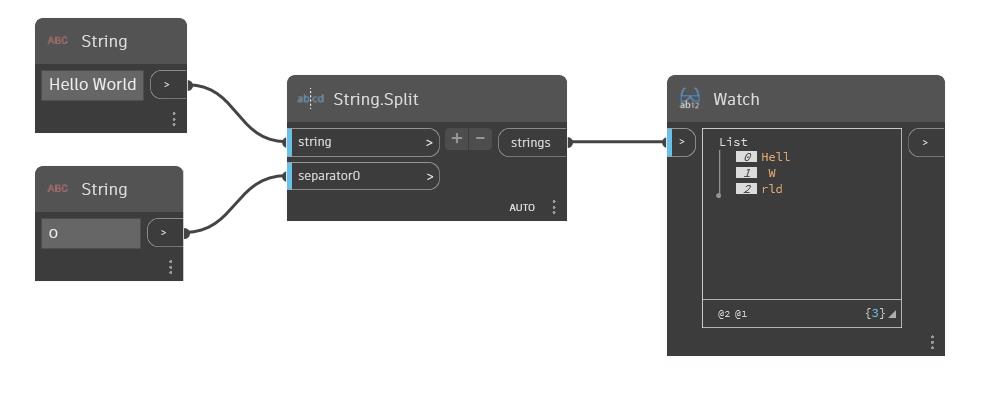 ABC String
Hello World >
ABC String
o >
ab|cd String.Split
string > + − strings
separator0 >
AUTO
ab12 Watch
> List >
0 Hell
1 W
2 rld
@2 @1 {3}